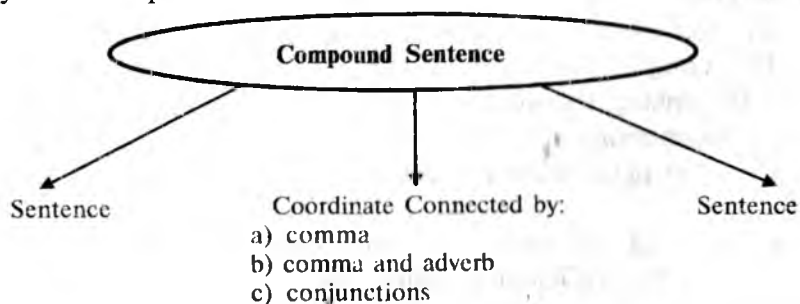 Compound Sentence
Sentence
Coordinate Connected by:
Sentence
a) comma
b) comma and adverb
c) conjunctions